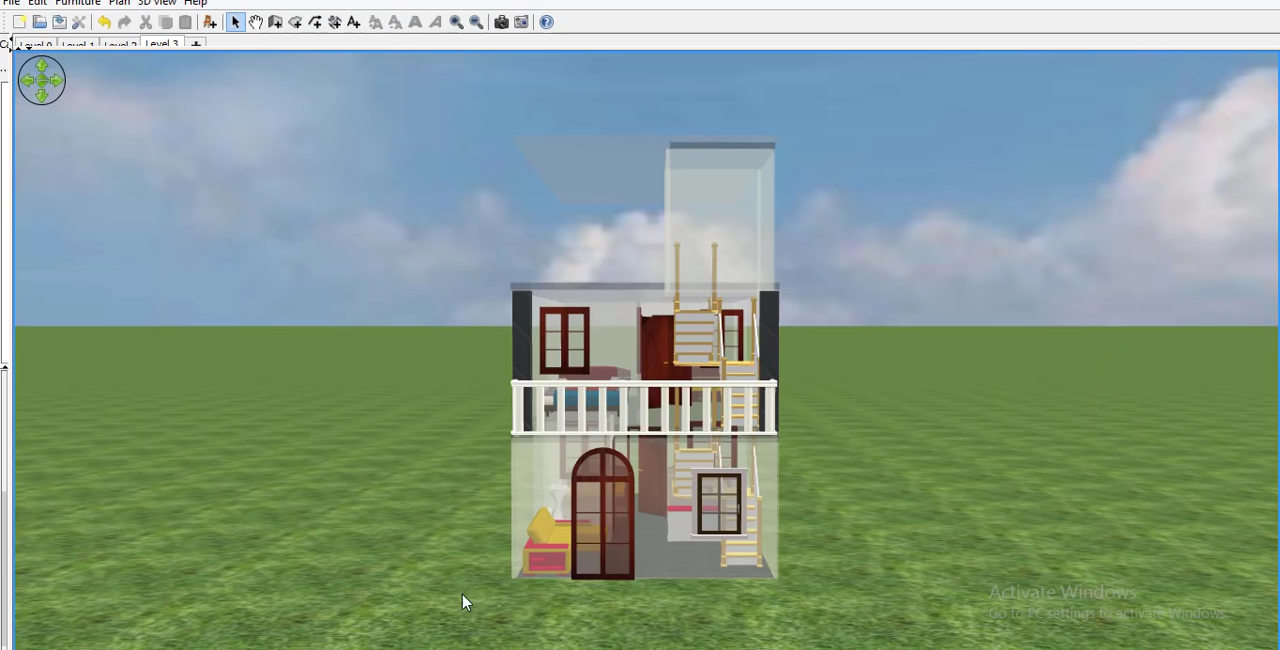 File Edit Furniture Plan 3D view Help
Level 0 Level 1 Level 2 Level 3
Activate Windows
Go to PC settings to activate Windows.